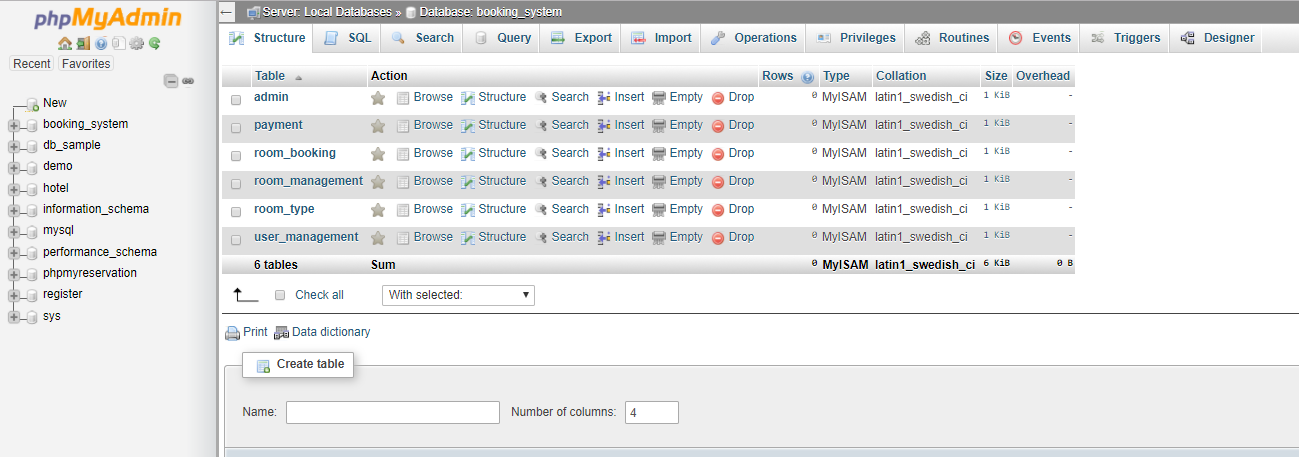 phpMyAdmin
Recent Favorites
New
booking_system
db_sample
demo
hotel
information_schema
mysql
performance_schema
phpmyreservation
register
sys
Server: Local Databases » Database: booking_system
Structure SQL Search Query Export Import Operations Privileges Routines Events Triggers Designer
Table Action Rows Type Collation Size Overhead
admin Browse Structure Search Insert Empty Drop 0 MyISAM latin1_swedish_ci 1 KiB -
payment Browse Structure Search Insert Empty Drop 0 MyISAM latin1_swedish_ci 1 KiB -
room_booking Browse Structure Search Insert Empty Drop 0 MyISAM latin1_swedish_ci 1 KiB -
room_management Browse Structure Search Insert Empty Drop 0 MyISAM latin1_swedish_ci 1 KiB -
room_type Browse Structure Search Insert Empty Drop 0 MyISAM latin1_swedish_ci 1 KiB -
user_management Browse Structure Search Insert Empty Drop 0 MyISAM latin1_swedish_ci 1 KiB -
6 tables Sum 0 MyISAM latin1_swedish_ci 6 KiB 0 B
Check all With selected:
Print Data dictionary
Create table
Name: Number of columns: 4